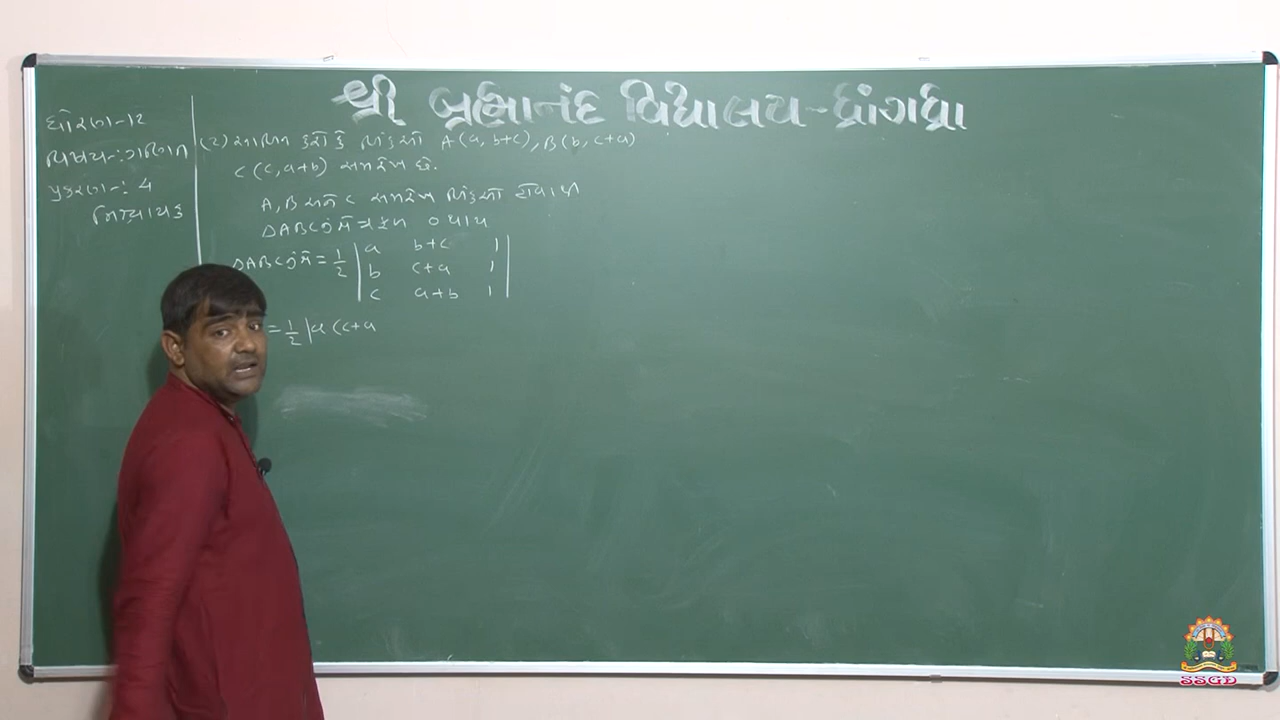 શ્રી બ્રહ્માનંદ વિદ્યાલય-ધ્રાંગધ્રા
ધોરણ-12
વિષય-:ગણિત
પ્રકરણ-: 4
નિશ્ચાયક
(2) સાબિત કરો કે બિંદુઓ A(a, b+c), B(b, c+a)
C(c, a+b) સમરેખ છે.
A, B અને C સમરેખ બિંદુઓ હોવાથી
ΔABC નું ક્ષેત્રફળ 0 થાય
ΔABC નું ક્ષે = 1/2 | a b+c 1 |
| b c+a 1 |
| c a+b 1 |
= 1/2 | a (c+a
SSGD